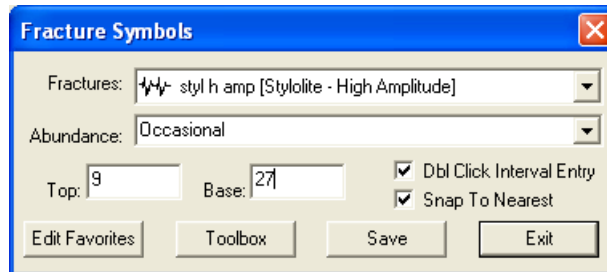 Fracture Symbols
Fractures: styl h amp [Stylolite - High Amplitude]
Abundance: Occasional
Top: 9 Base: 27 Dbl Click Interval Entry
Snap To Nearest
Edit Favorites Toolbox Save Exit